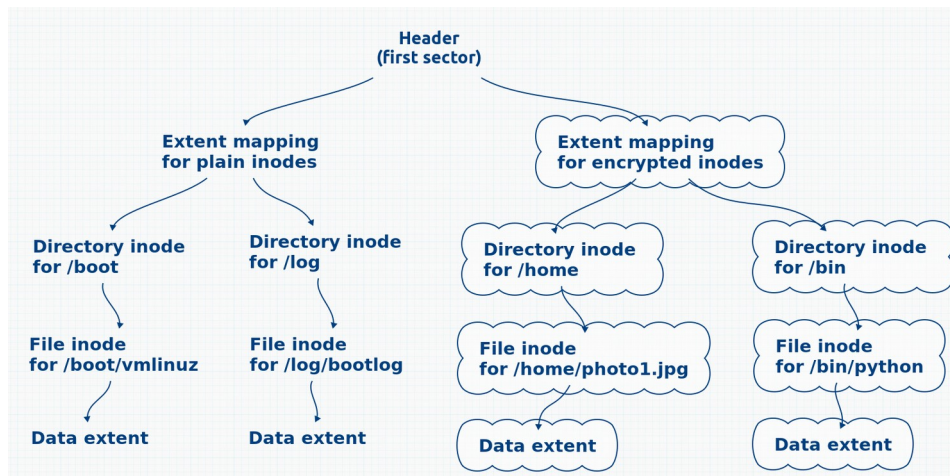 Header
(first sector)
Extent mapping
for plain inodes
Extent mapping
for encrypted inodes
Directory inode
for /boot
Directory inode
for /log
Directory inode
for /home
Directory inode
for /bin
File inode
for /boot/vmlinuz
File inode
for /log/bootlog
File inode
for /home/photo1.jpg
File inode
for /bin/python
Data extent
Data extent
Data extent
Data extent